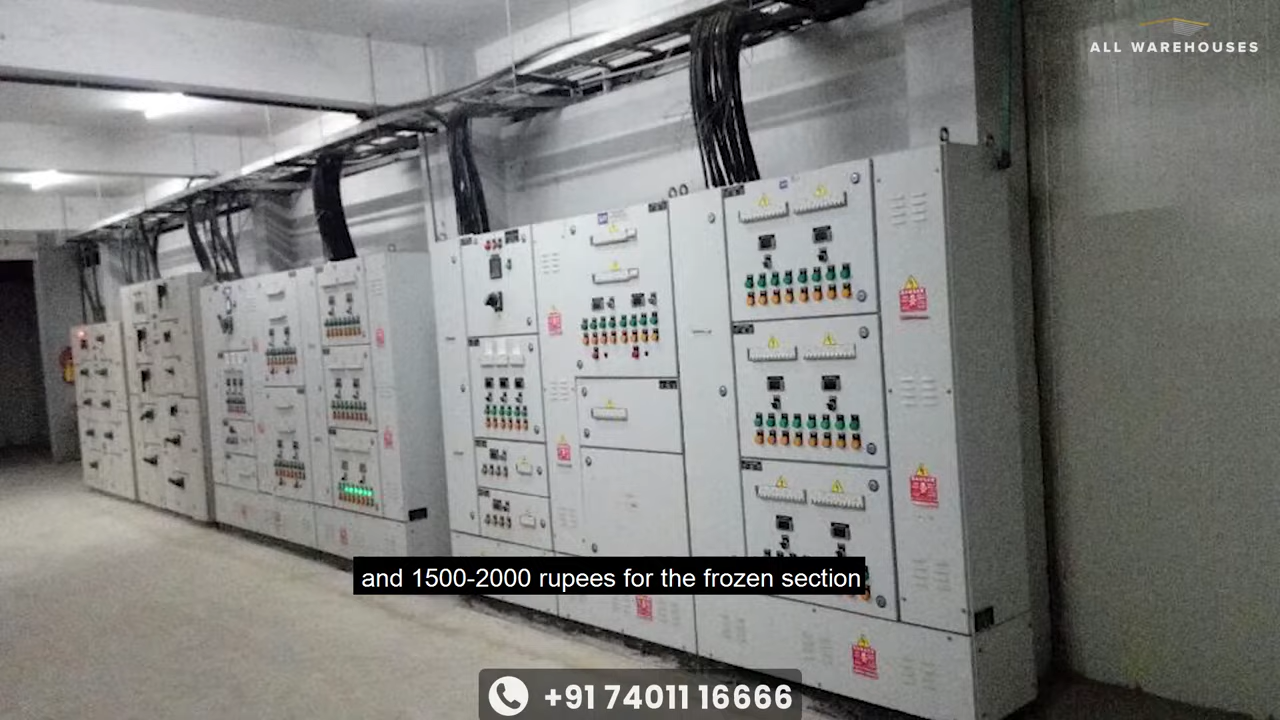 ALL WAREHOUSES
and 1500-2000 rupees for the frozen section
+91 74011 16666